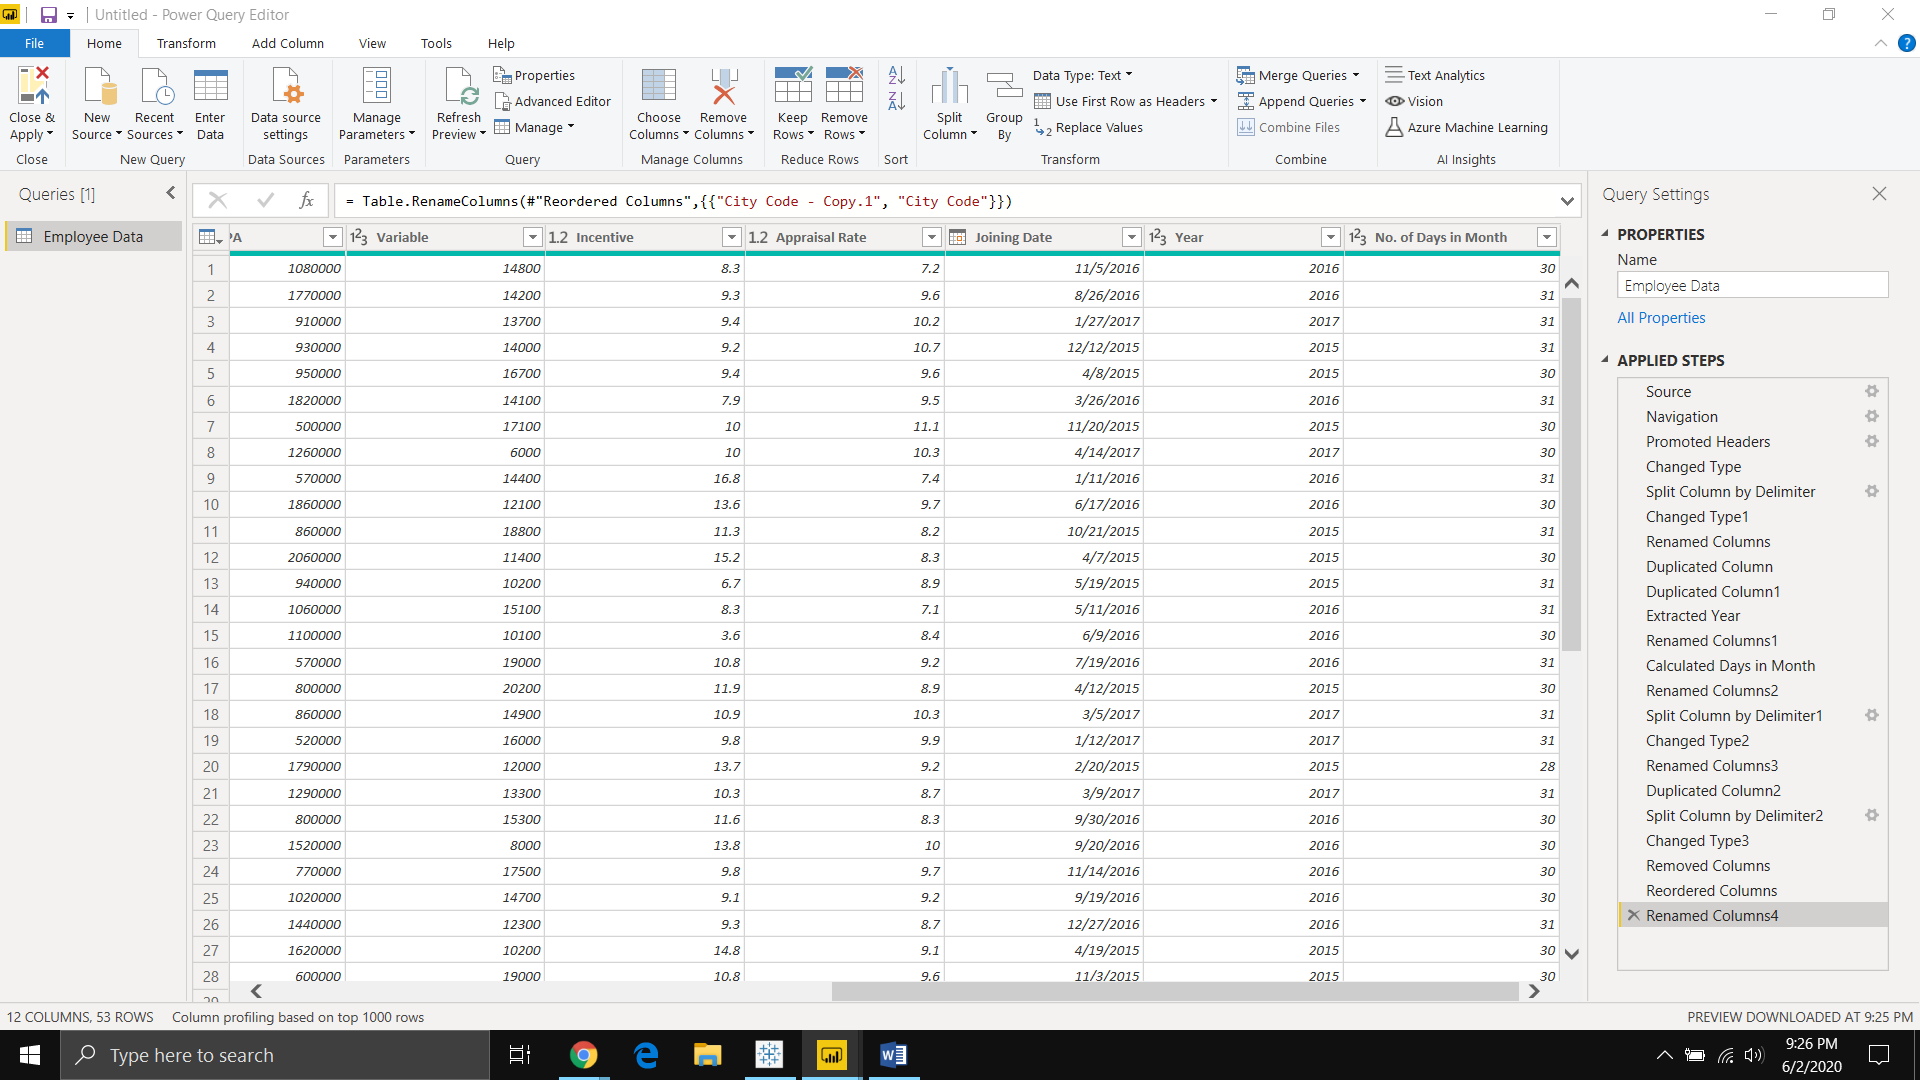 Untitled - Power Query Editor
File Home Transform Add Column View Tools Help
Close & Apply
New Source
Recent Sources
Enter Data
Data source settings
Manage Parameters
Refresh Preview
Properties
Advanced Editor
Manage
Choose Columns
Remove Columns
Keep Rows
Remove Rows
Split Column
Group By
Data Type: Text
Use First Row as Headers
Replace Values
Merge Queries
Append Queries
Combine Files
Text Analytics
Vision
Azure Machine Learning
Close New Query Data Sources Parameters Query Manage Columns Reduce Rows Sort Transform Combine AI Insights
Queries [1]
Employee Data
fx = Table.RenameColumns(#"Reordered Columns",{{"City Code - Copy.1", "City Code"}})
PA 123 Variable 1.2 Incentive 1.2 Appraisal Rate Joining Date 123 Year 123 No. of Days in Month
1 1080000 14800 8.3 7.2 11/5/2016 2016 30
2 1770000 14200 9.3 9.6 8/26/2016 2016 31
3 910000 13700 9.4 10.2 1/27/2017 2017 31
4 930000 14000 9.2 10.7 12/12/2015 2015 31
5 950000 16700 9.4 9.6 4/8/2015 2015 30
6 1820000 14100 7.9 9.5 3/26/2016 2016 31
7 500000 17100 10 11.1 11/20/2015 2015 30
8 1260000 6000 10 10.3 4/14/2017 2017 30
9 570000 14400 16.8 7.4 1/11/2016 2016 31
10 1860000 12100 13.6 9.7 6/17/2016 2016 30
11 860000 18800 11.3 8.2 10/21/2015 2015 31
12 2060000 11400 15.2 8.3 4/7/2015 2015 30
13 940000 10200 6.7 8.9 5/19/2015 2015 31
14 1060000 15100 8.3 7.1 5/11/2016 2016 31
15 1100000 10100 3.6 8.4 6/9/2016 2016 30
16 570000 19000 10.8 9.2 7/19/2016 2016 31
17 800000 20200 11.9 8.9 4/12/2015 2015 30
18 860000 14900 10.9 10.3 3/5/2017 2017 31
19 520000 16000 9.8 9.9 1/12/2017 2017 31
20 1790000 12000 13.7 9.2 2/20/2015 2015 28
21 1290000 13300 10.3 8.7 3/9/2017 2017 31
22 800000 15300 11.6 8.3 9/30/2016 2016 30
23 1520000 8000 13.8 10 9/20/2016 2016 30
24 770000 17500 9.8 9.7 11/14/2016 2016 30
25 1020000 14700 9.1 9.2 9/19/2016 2016 30
26 1440000 12300 9.3 8.7 12/27/2016 2016 31
27 1620000 10200 14.8 9.1 4/19/2015 2015 30
28 600000 19000 10.8 9.6 11/3/2015 2015 30
29
Query Settings
PROPERTIES
Name
Employee Data
All Properties
APPLIED STEPS
Source
Navigation
Promoted Headers
Changed Type
Split Column by Delimiter
Changed Type1
Renamed Columns
Duplicated Column
Duplicated Column1
Extracted Year
Renamed Columns1
Calculated Days in Month
Renamed Columns2
Split Column by Delimiter1
Changed Type2
Renamed Columns3
Duplicated Column2
Split Column by Delimiter2
Changed Type3
Removed Columns
Reordered Columns
Renamed Columns4
12 COLUMNS, 53 ROWS Column profiling based on top 1000 rows
PREVIEW DOWNLOADED AT 9:25 PM
Type here to search
9:26 PM
6/2/2020